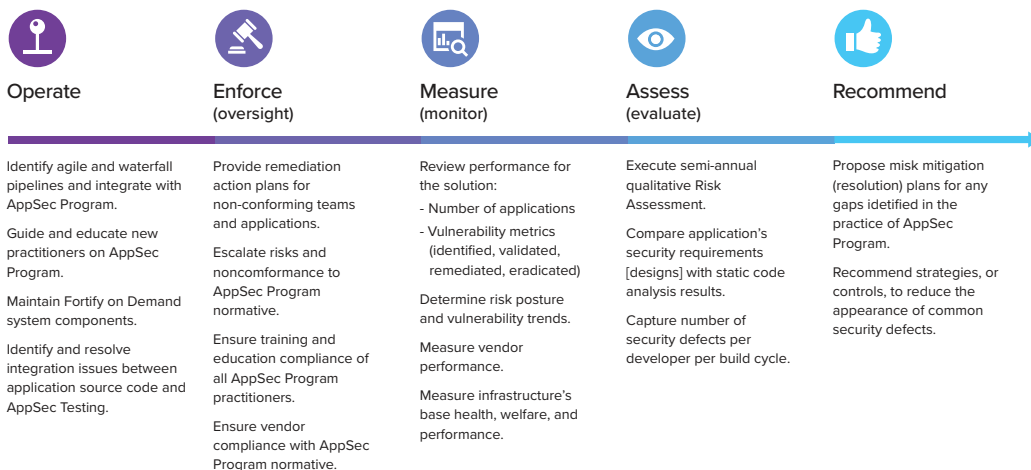 Operate
Identify agile and waterfall
pipelines and integrate with
AppSec Program.
Guide and educate new
practitioners on AppSec
Program.
Maintain Fortify on Demand
system components.
Identify and resolve
integration issues between
application source code and
AppSec Testing.
Enforce
(oversight)
Provide remediation
action plans for
non-conforming teams
and applications.
Escalate risks and
noncomformance to
AppSec Program
normative.
Ensure training and
education compliance of
all AppSec Program
practitioners.
Ensure vendor
compliance with AppSec
Program normative.
Measure
(monitor)
Review performance for
the solution:
- Number of applications
- Vulnerability metrics
(identified, validated,
remediated, eradicated)
Determine risk posture
and vulnerability trends.
Measure vendor
performance.
Measure infrastructure's
base health, welfare, and
performance.
Assess
(evaluate)
Execute semi-annual
qualitative Risk
Assessment.
Compare application's
security requirements
[designs] with static code
analysis results.
Capture number of
security defects per
developer per build cycle.
Recommend
Propose misk mitigation
(resolution) plans for any
gaps idetified in the
practice of AppSec
Program.
Recommend strategies, or
controls, to reduce the
appearance of common
security defects.